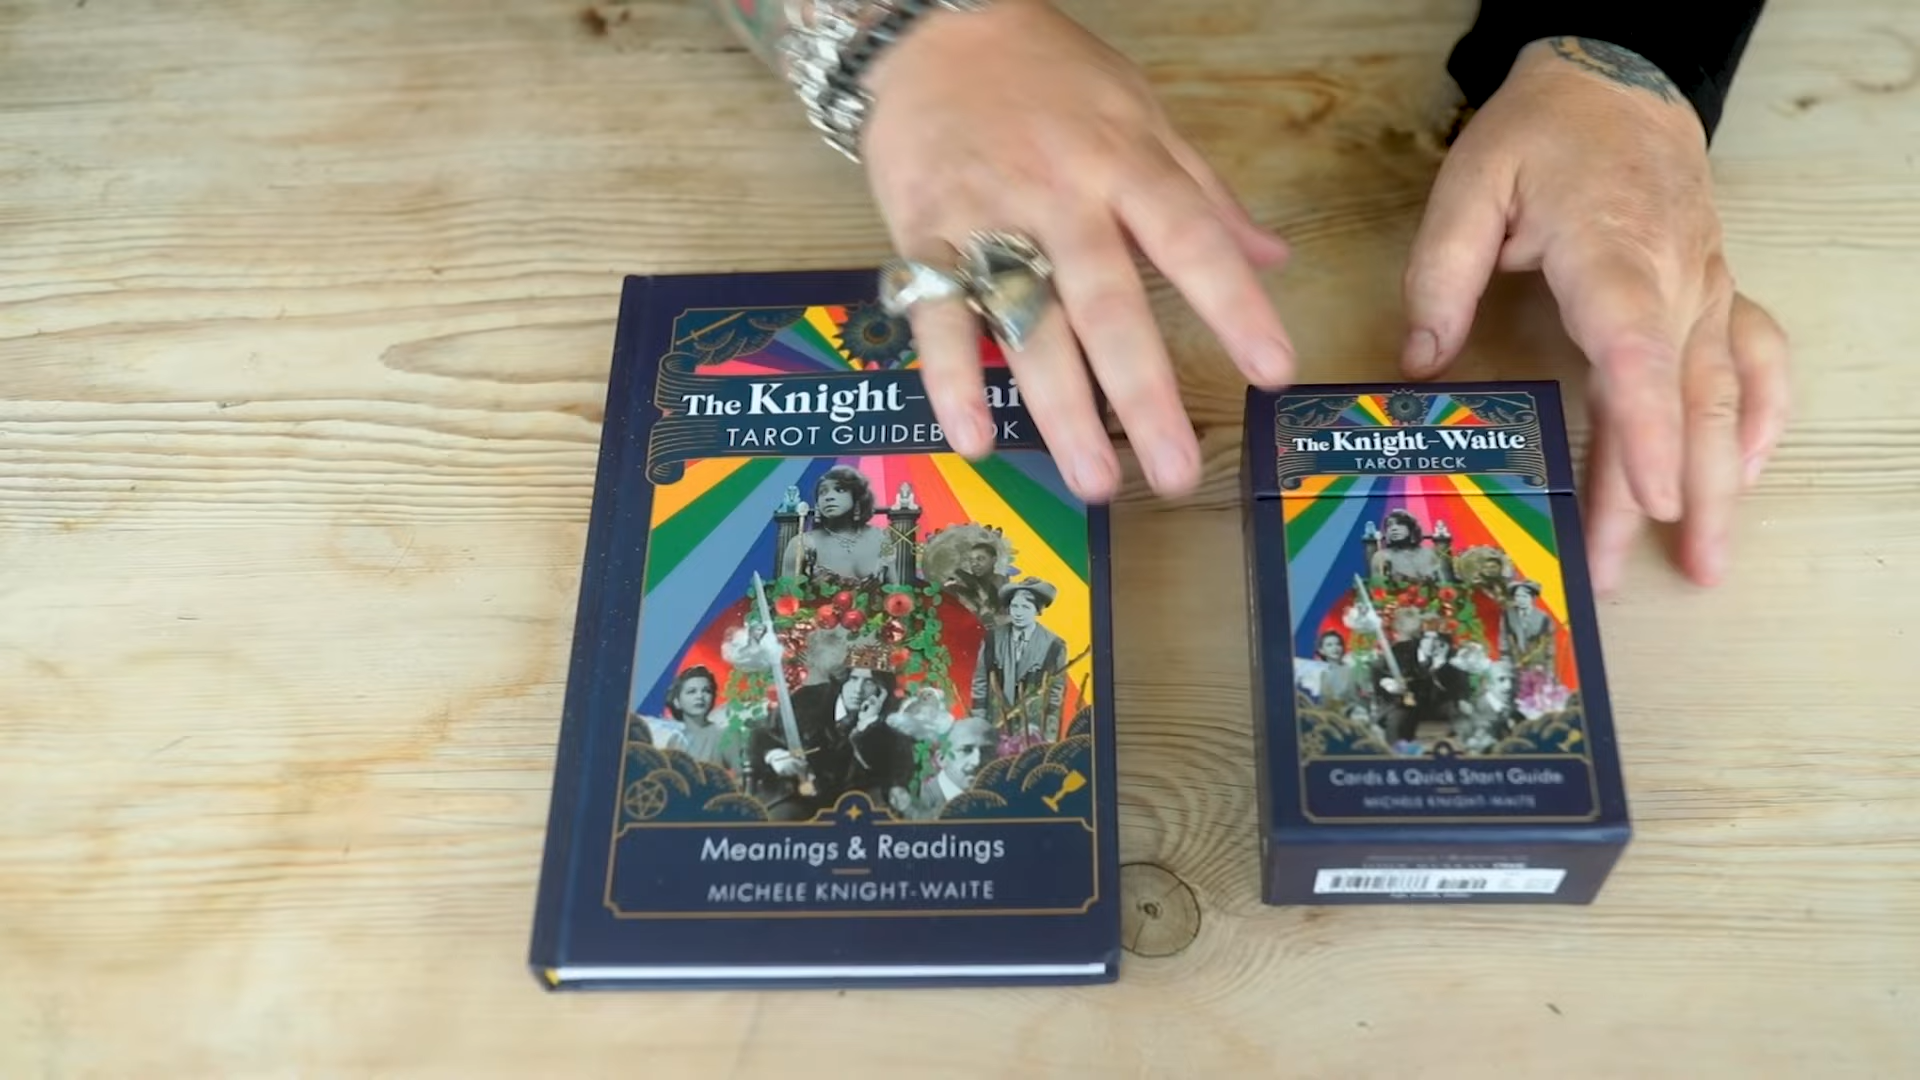 The Knight-
TAROT GUIDEBOOK
Meanings & Readings
MICHELE KNIGHT-WAITE
The Knight-Waite
TAROT DECK
Cards & Quick Start Guide
MICHELE KNIGHT-WAITE